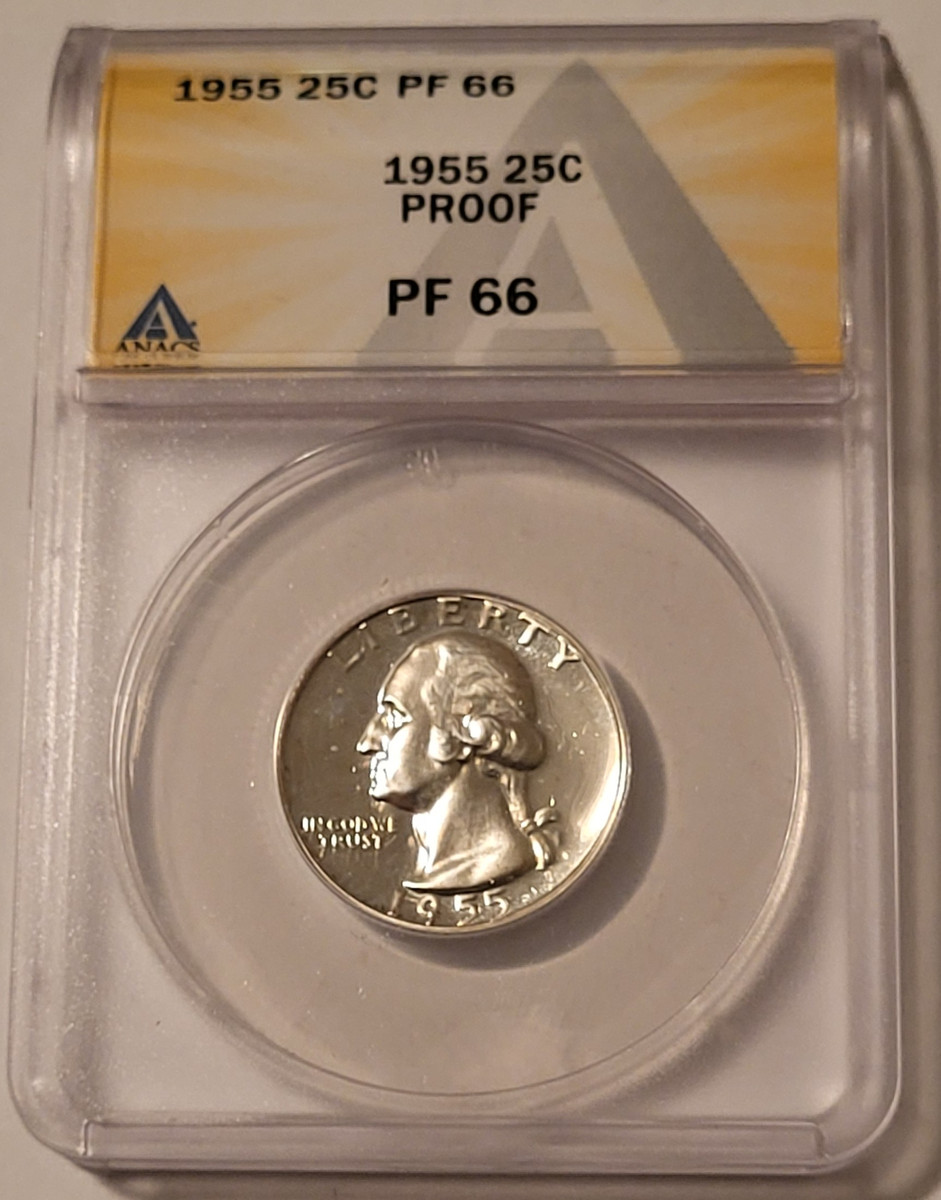 1955 25C PF 66
1955 25C
PROOF
PF 66
ANACS
LIBERTY
IN GOD WE
TRUST
1955